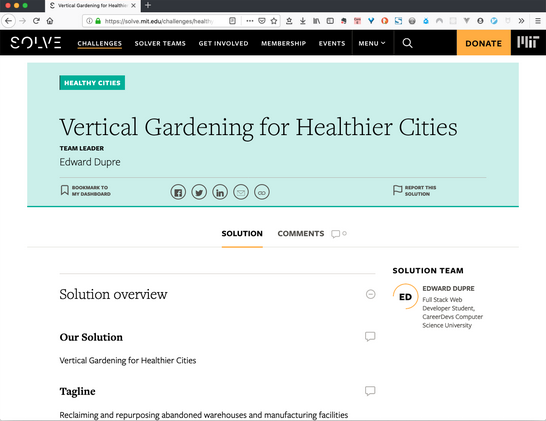 Vertical Gardening for Healthie
https://solve.mit.edu/challenges/health
SOLVE
CHALLENGES
SOLVER TEAMS
GET INVOLVED
MEMBERSHIP
EVENTS
MENU
DONATE
MIT
HEALTHY CITIES
Vertical Gardening for Healthier Cities
TEAM LEADER
Edward Dupre
BOOKMARK TO
MY DASHBOARD
REPORT THIS
SOLUTION
SOLUTION
COMMENTS
0
SOLUTION TEAM
ED
EDWARD DUPRE
Full Stack Web
Developer Student,
CareerDevs Computer
Science University
Solution overview
Our Solution
Vertical Gardening for Healthier Cities
Tagline
Reclaiming and repurposing abandoned warehouses and manufacturing facilities